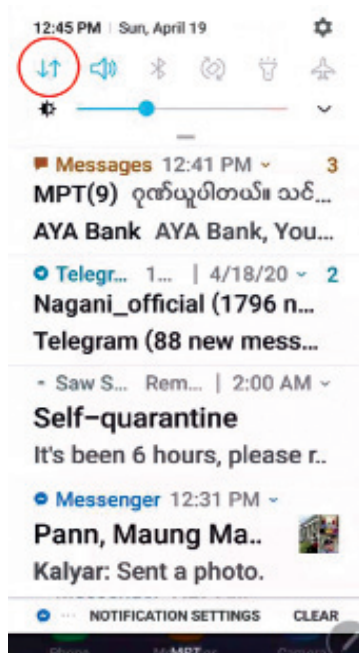 12:45 PM | Sun, April 19
Messages 12:41 PM 3
MPT(9) ဂုဏ်ယူပါတယ်။ သင်...
AYA Bank AYA Bank, You...
Telegr... 1... | 4/18/20 2
Nagani_official (1796 n...
Telegram (88 new mess...
Saw S... Rem... | 2:00 AM
Self-quarantine
It's been 6 hours, please r..
Messenger 12:31 PM
Pann, Maung Ma..
Kalyar: Sent a photo.
NOTIFICATION SETTINGS CLEAR
Phone MPT Camera